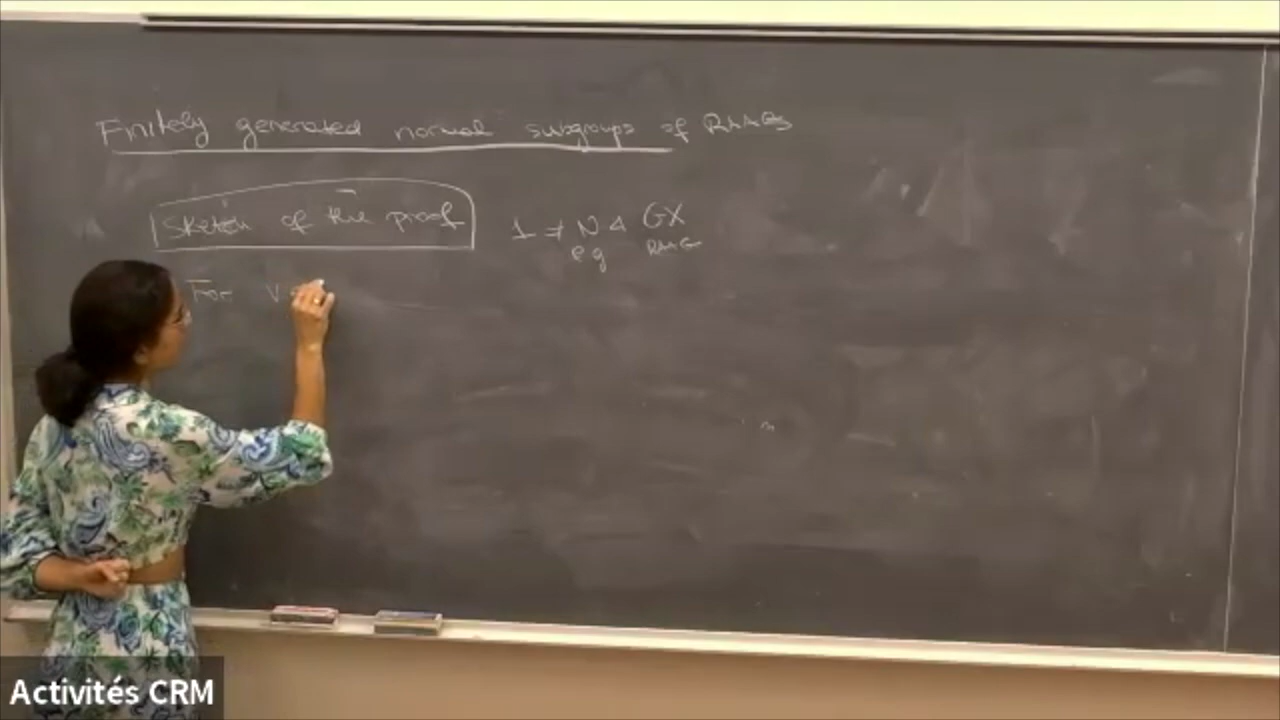 Finitely generated normal subgroups of RAAGs
Sketch of the proof
1 ≠ N ◁ GX
f g RAAG
For V
Activités CRM